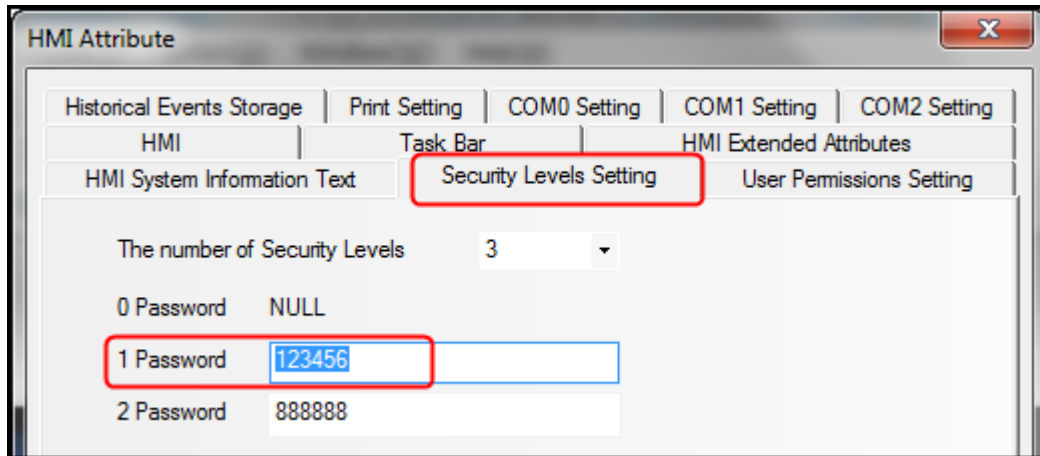 HMI Attribute
Historical Events Storage Print Setting COM0 Setting COM1 Setting COM2 Setting
HMI Task Bar HMI Extended Attributes
HMI System Information Text Security Levels Setting User Permissions Setting
The number of Security Levels 3
0 Password NULL
1 Password 123456
2 Password 888888